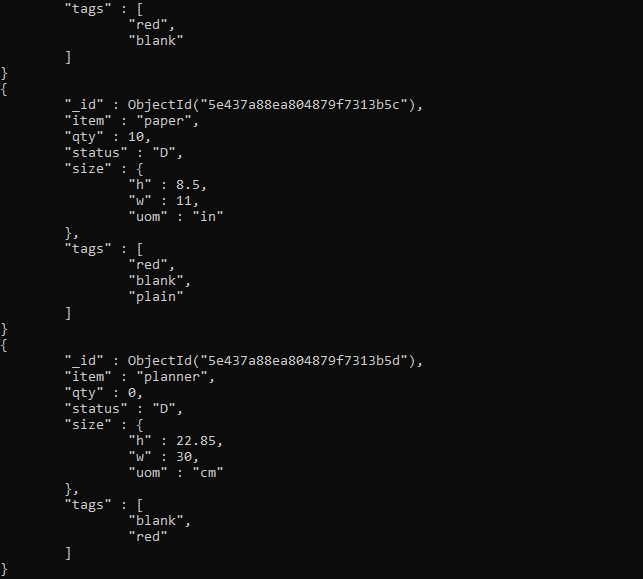 "tags" : [
"red",
"blank"
]
}
{
"_id" : ObjectId("5e437a88ea804879f7313b5c"),
"item" : "paper",
"qty" : 10,
"status" : "D",
"size" : {
"h" : 8.5,
"w" : 11,
"uom" : "in"
},
"tags" : [
"red",
"blank",
"plain"
]
}
{
"_id" : ObjectId("5e437a88ea804879f7313b5d"),
"item" : "planner",
"qty" : 0,
"status" : "D",
"size" : {
"h" : 22.85,
"w" : 30,
"uom" : "cm"
},
"tags" : [
"blank",
"red"
]
}